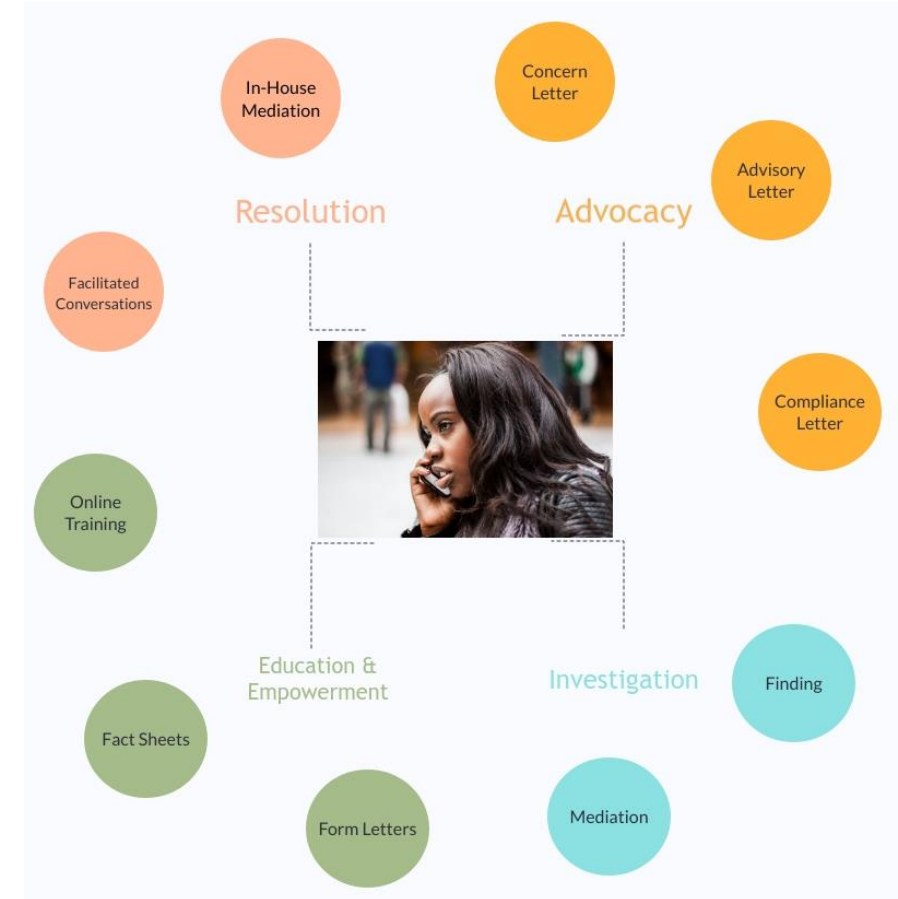 In-House
Mediation
Concern
Letter
Advisory
Letter
Resolution
Advocacy
Facilitated
Conversations
Compliance
Letter
Online
Training
Education &
Empowerment
Investigation
Finding
Fact Sheets
Form Letters
Mediation